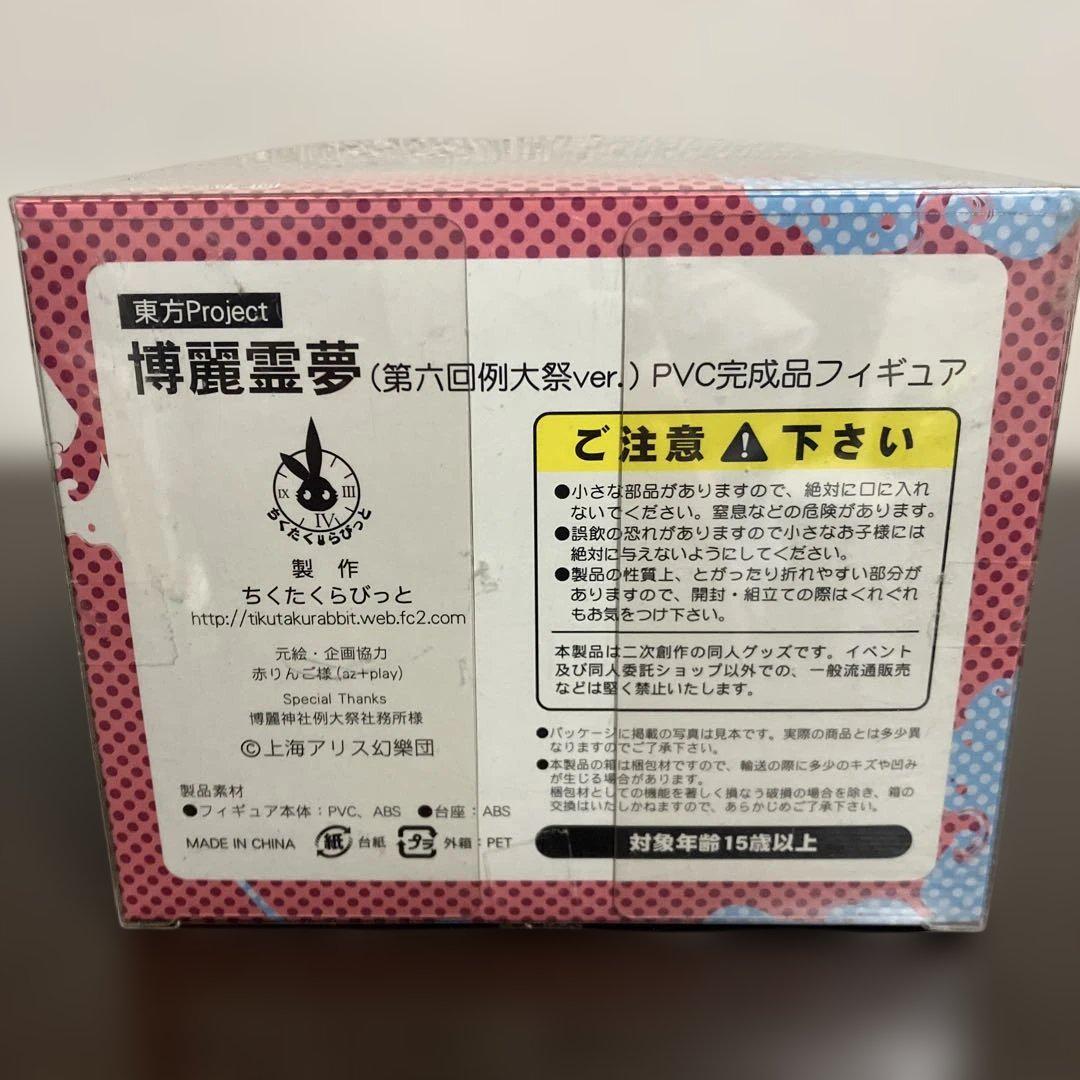 東方Project
博麗霊夢(第六回例大祭ver.) PVC完成品フィギュア
IX III IV
ちくたくらびっと
製作
ちくたくらびっと
http://tikutakurabbit.web.fc2.com
元絵・企画協力
赤りんご様(az+play)
Special Thanks
博麗神社例大祭社務所様
©上海アリス幻樂団
製品素材
●フィギュア本体:PVC、ABS ●台座:ABS
MADE IN CHINA 紙 台紙 プラ 外箱:PET
ご注意!下さい
●小さな部品がありますので、絶対に口に入れ
ないでください。窒息などの危険があります。
●誤飲の恐れがありますので小さなお子様には
絶対に与えないようにしてください。
●製品の性質上、とがったり折れやすい部分が
ありますので、開封・組立ての際はくれぐれ
もお気をつけ下さい。
本製品は二次創作の同人グッズです。イベント
及び同人委託ショップ以外での、一般流通販売
などは堅く禁止いたします。
●パッケージに掲載の写真は見本です。実際の商品とは多少異
なりますのでご了承下さい。
●本製品の箱は梱包材ですので、輸送の際に多少のキズや凹み
が生じる場合があります。
梱包材としての機能を著しく損なう破損の場合を除き、箱の
交換はいたしかねますので、あらかじめご了承下さい。
対象年齢15歳以上